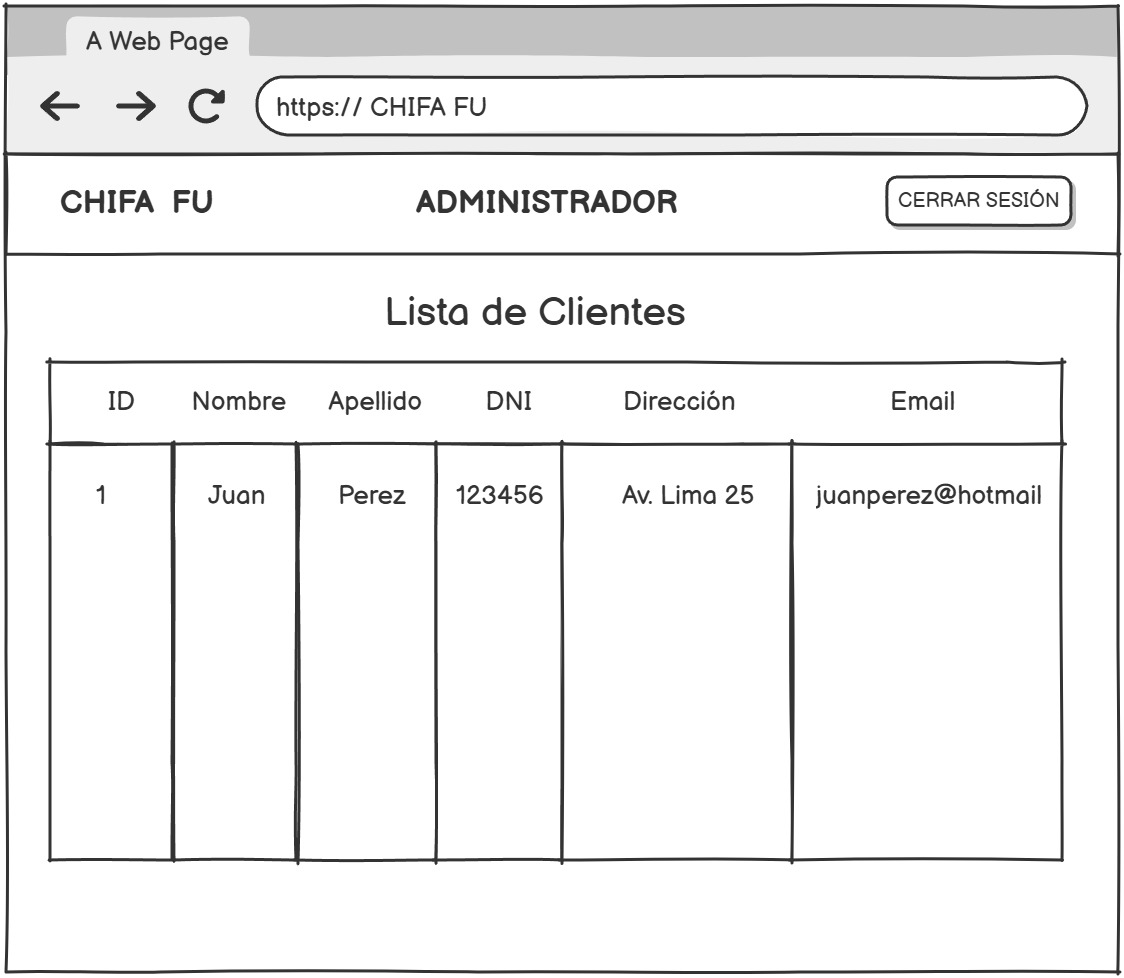 A Web Page
https:// CHIFA FU
CHIFA FU ADMINISTRADOR CERRAR SESIÓN
Lista de Clientes
ID Nombre Apellido DNI Dirección Email
1 Juan Perez 123456 Av. Lima 25 juanperez@hotmail